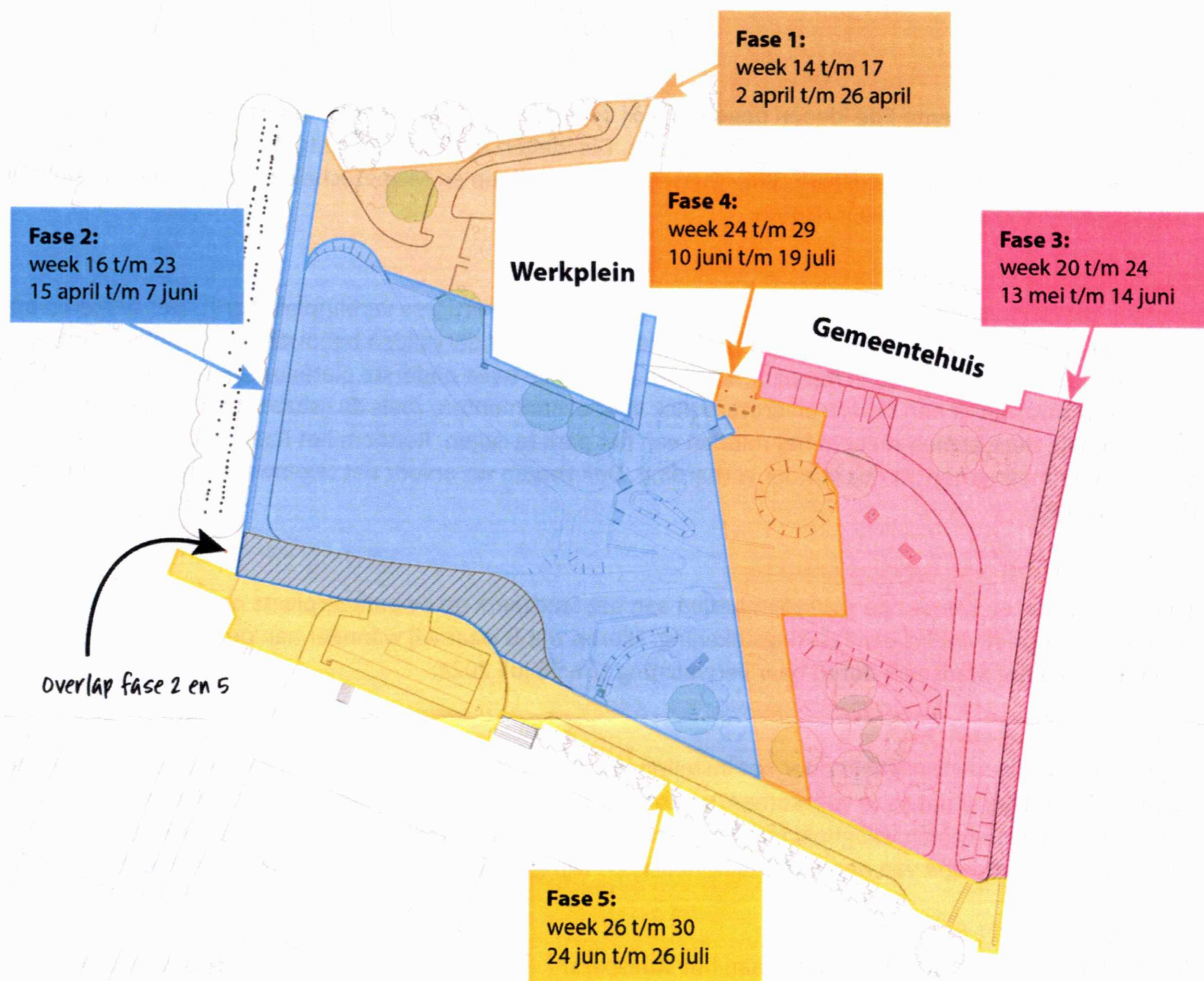 Fase 1:
week 14 t/m 17
2 april t/m 26 april
Fase 2:
week 16 t/m 23
15 april t/m 7 juni
Fase 4:
week 24 t/m 29
10 juni t/m 19 juli
Fase 3:
week 20 t/m 24
13 mei t/m 14 juni
Werkplein
Gemeentehuis
Overlap fase 2 en 5
Fase 5:
week 26 t/m 30
24 jun t/m 26 juli